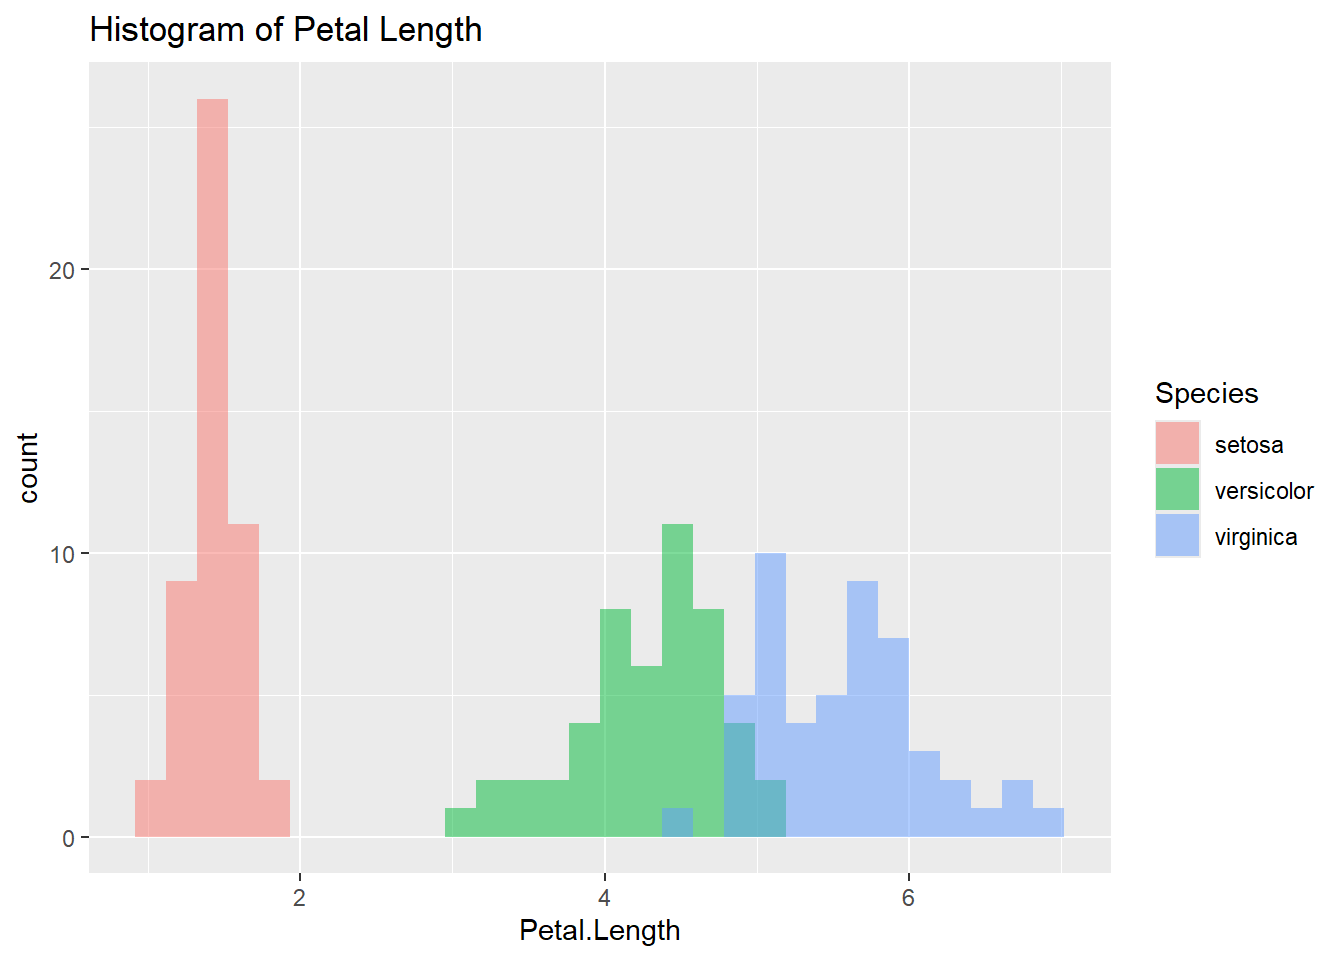 Histogram of Petal Length
20
10
0
count
2 4 6
Petal.Length
Species
setosa
versicolor
virginica